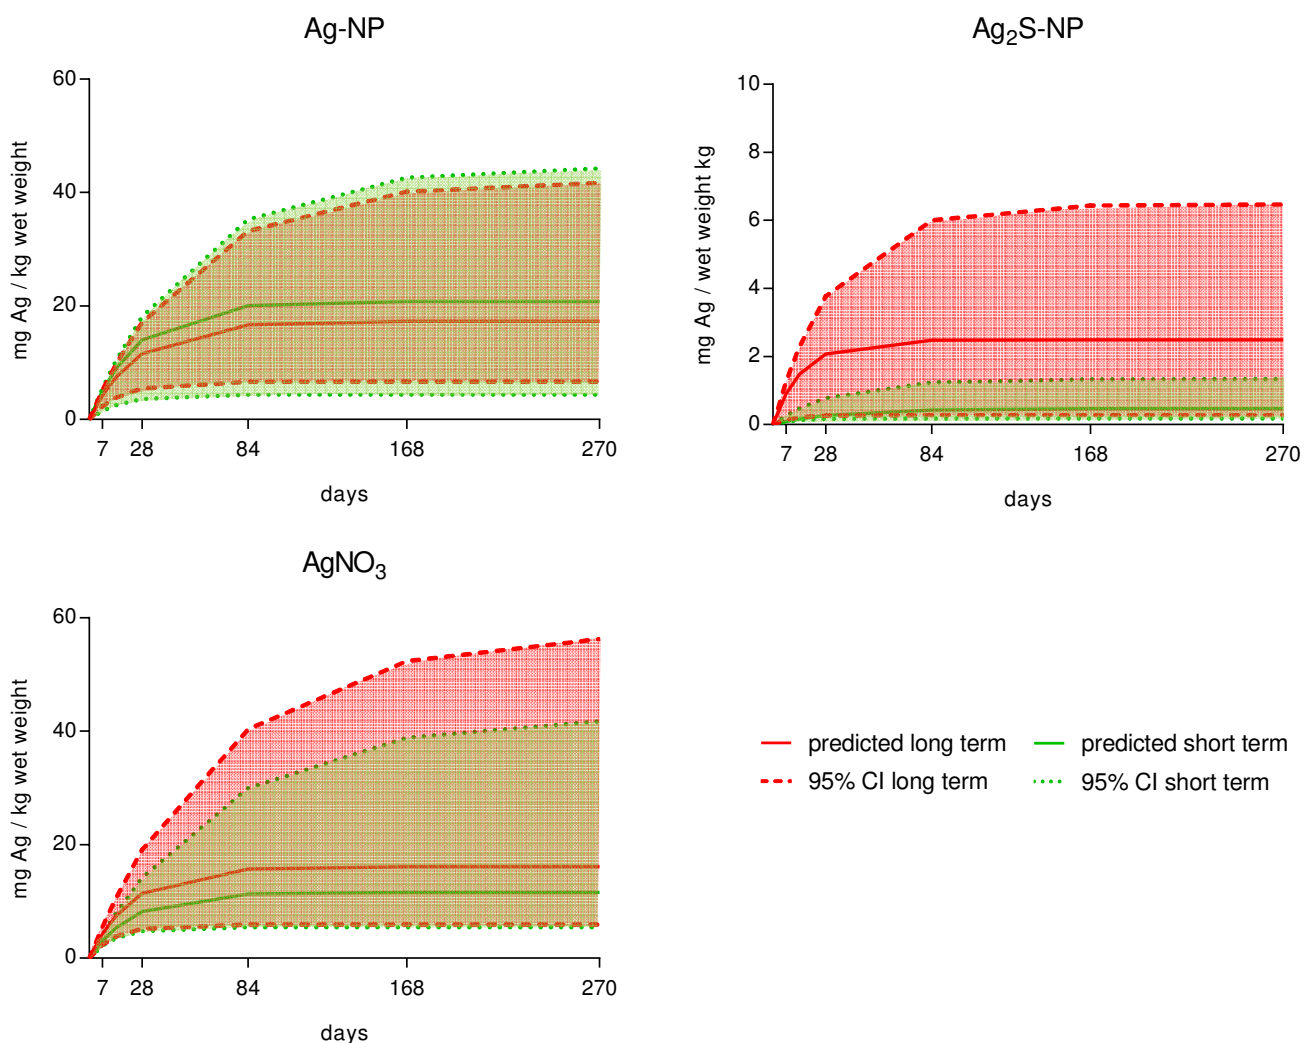 Ag-NP
60
40
20
0
mg Ag / kg wet weight
7 28 84 168 270
days
Ag₂S-NP
10
8
6
4
2
0
mg Ag / wet weight kg
7 28 84 168 270
days
AgNO₃
60
40
20
0
mg Ag / kg wet weight
7 28 84 168 270
days
predicted long term
predicted short term
95% CI long term
95% CI short term